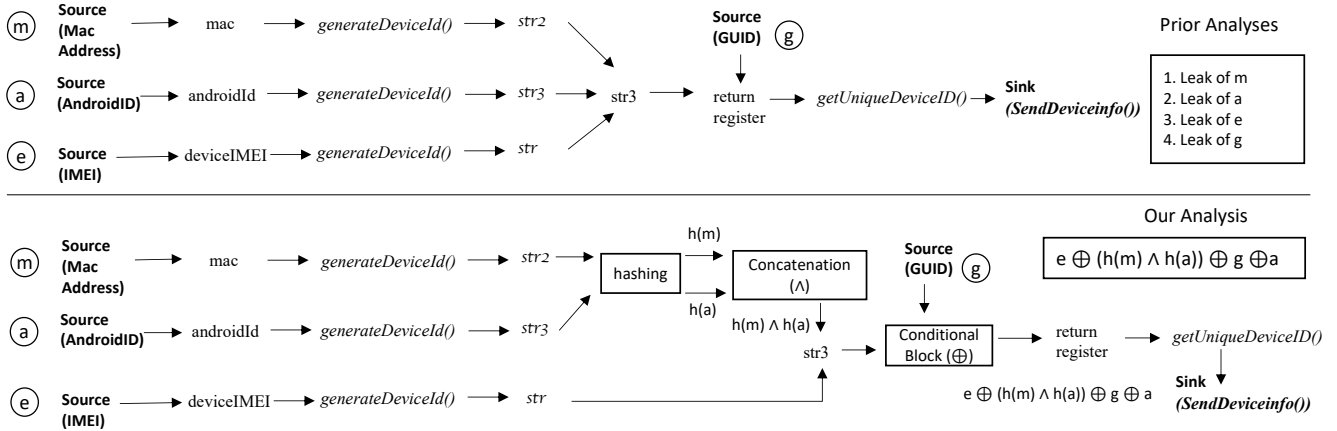 m
Source
(Mac
Address)
mac
generateDeviceId()
str2
a
Source
(AndroidID)
androidId
generateDeviceId()
str3
str3
e
Source
(IMEI)
deviceIMEI
generateDeviceId()
str
Source
(GUID)
g
return
register
getUniqueDeviceID()
Sink
(SendDeviceinfo())
Prior Analyses
1. Leak of m
2. Leak of a
3. Leak of e
4. Leak of g
Our Analysis
e ⊕ (h(m) ∧ h(a)) ⊕ g ⊕a
m
Source
(Mac
Address)
mac
generateDeviceId()
str2
a
Source
(AndroidID)
androidId
generateDeviceId()
str3
hashing
h(m)
h(a)
Concatenation
(∧)
h(m) ∧ h(a)
str3
e
Source
(IMEI)
deviceIMEI
generateDeviceId()
str
Source
(GUID)
g
Conditional
Block (⊕)
return
register
getUniqueDeviceID()
e ⊕ (h(m) ∧ h(a)) ⊕ g ⊕ a
Sink
(SendDeviceinfo())